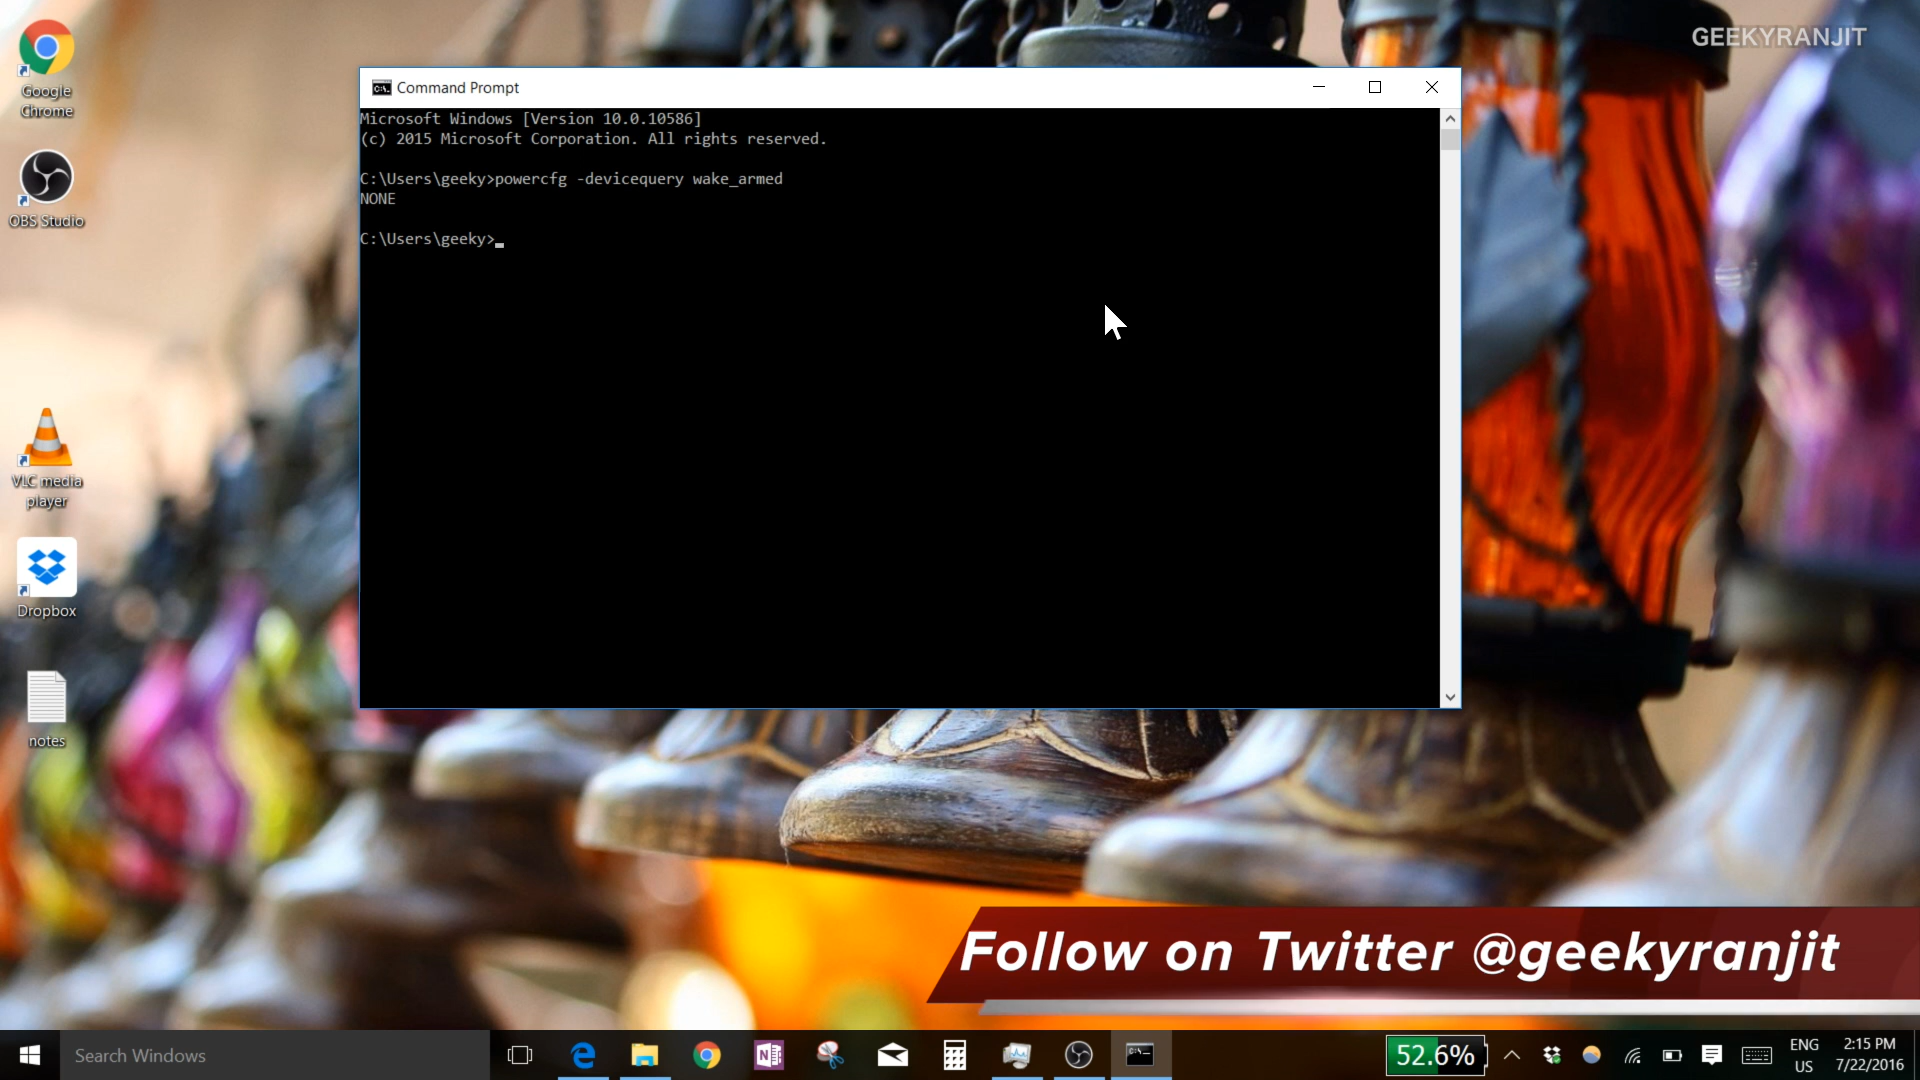 GEEKYRANJIT
Google
Chrome
OBS Studio
VLC media
player
Dropbox
notes
Command Prompt
Microsoft Windows [Version 10.0.10586]
(c) 2015 Microsoft Corporation. All rights reserved.
C:\Users\geeky>powercfg -devicequery wake_armed
NONE
C:\Users\geeky>
Follow on Twitter @geekyranjit
Search Windows
52.6%
ENG
US
2:15 PM
7/22/2016